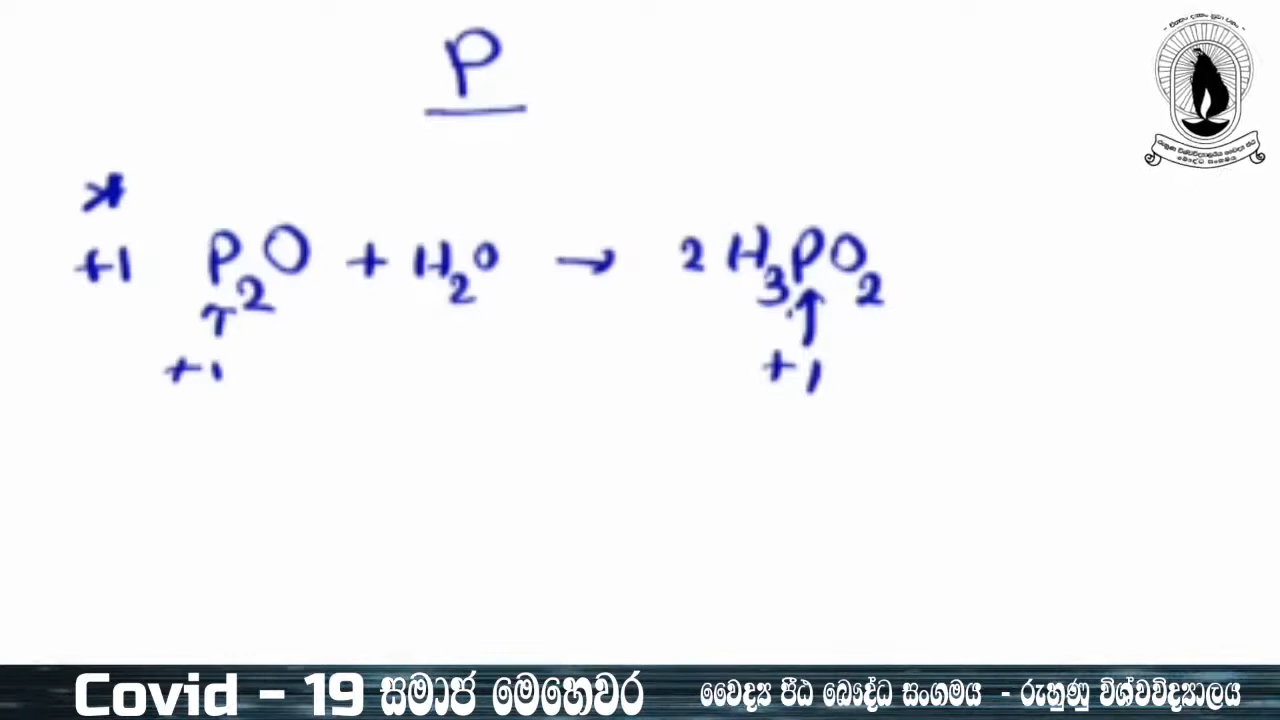 P
* 
+1 P₂O + H₂O → 2 H₃PO₂
↑ ↑
+1 +1
Covid - 19 සමාජ මෙහෙවර වෛද්‍ය පීඨ බෞද්ධ සංගමය - රුහුණු විශ්වවිද්‍යාලය